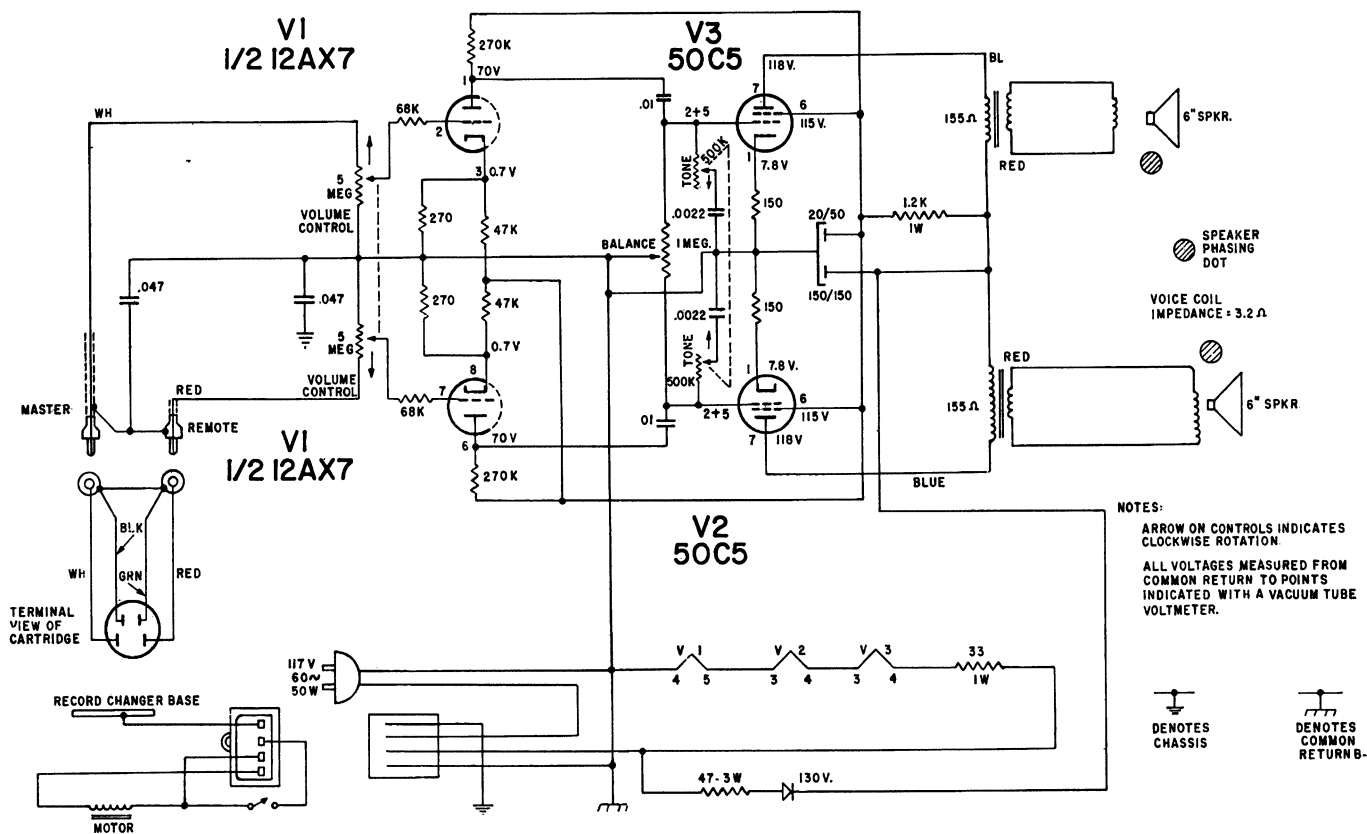 V1
1/2 12AX7
270K
1
70V
V3
50C5
118V.
7
BL
WH
68K
2
.01
2+5
6
115V.
155Ω
6" SPKR.
RED
5
MEG
VOLUME
CONTROL
3
0.7V
270
47K
TONE
500K
1
7.8V
.0022
150
20/50
1.2K
1W
BALANCE
1 MEG.
SPEAKER
PHASING
DOT
.047
.047
270
47K
.0022
150
150/150
VOICE COIL
IMPEDANCE = 3.2Ω
5
MEG
VOLUME
CONTROL
0.7V
8
7
68K
TONE
500K
1
7.8V.
6
115V
2+5
7
118V
RED
155Ω
6" SPKR.
RED
MASTER
REMOTE
V1
1/2 12AX7
70V
6
01
270K
BLUE
V2
50C5
BLK
WH
GRN
RED
TERMINAL
VIEW OF
CARTRIDGE
NOTES:
ARROW ON CONTROLS INDICATES
CLOCKWISE ROTATION.
ALL VOLTAGES MEASURED FROM
COMMON RETURN TO POINTS
INDICATED WITH A VACUUM TUBE
VOLTMETER.
117V
60~
50W
V 1
4 5
V 2
3 4
V 3
3 4
33
1W
RECORD CHANGER BASE
MOTOR
47-3W
130V.
DENOTES
CHASSIS
DENOTES
COMMON
RETURN B-